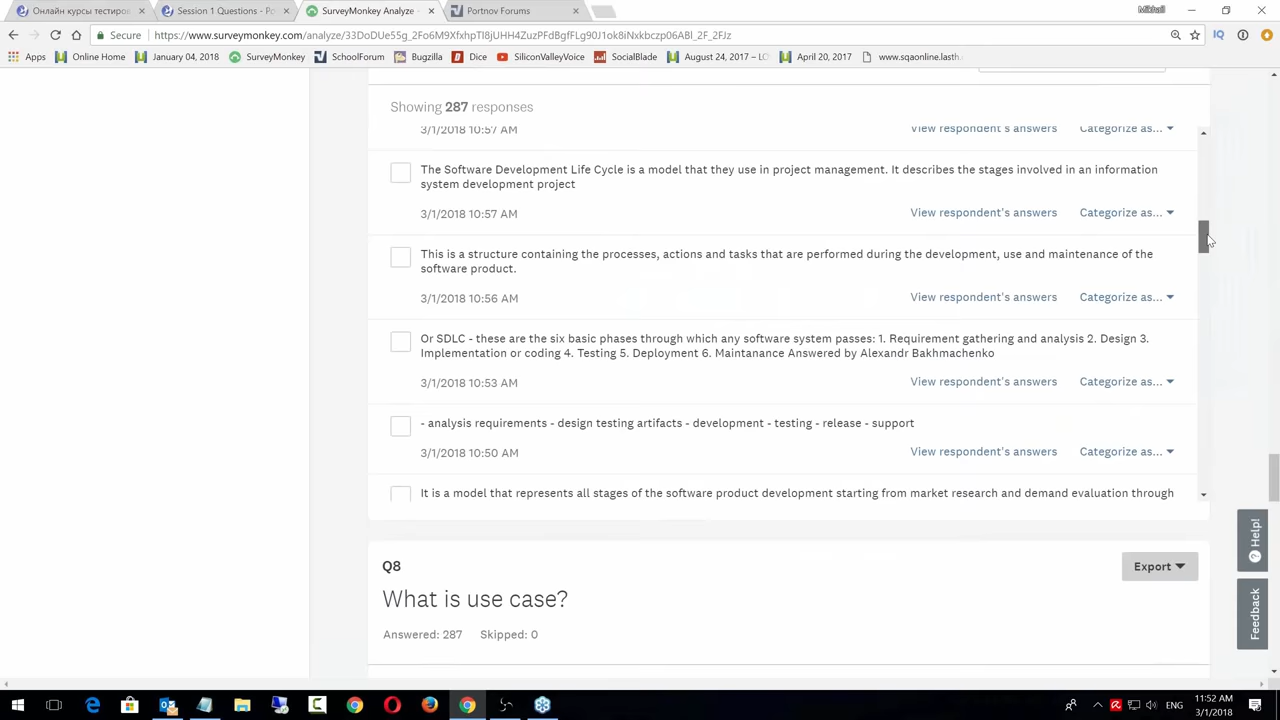 Онлайн курсы тестиров
Session 1 Questions - Po
SurveyMonkey Analyze -
Portnov Forums
Mikhail
Secure
https://www.surveymonkey.com/analyze/33DoDUe55g_2Fo6M9XfxhpTI8jUHH4ZuzPFdBgfFLg90J1ok8iNxkbczp06ABl_2F_2FJz
Apps
Online Home
January 04, 2018
SurveyMonkey
SchoolForum
Bugzilla
Dice
SiliconValleyVoice
SocialBlade
August 24, 2017 – LO
April 20, 2017
www.sqaonline.lasth
Showing 287 responses
3/1/2018 10:57 AM
View respondent's answers
Categorize as...
The Software Development Life Cycle is a model that they use in project management. It describes the stages involved in an information
system development project
3/1/2018 10:57 AM
View respondent's answers
Categorize as...
This is a structure containing the processes, actions and tasks that are performed during the development, use and maintenance of the
software product.
3/1/2018 10:56 AM
View respondent's answers
Categorize as...
Or SDLC - these are the six basic phases through which any software system passes: 1. Requirement gathering and analysis 2. Design 3.
Implementation or coding 4. Testing 5. Deployment 6. Maintanance Answered by Alexandr Bakhmachenko
3/1/2018 10:53 AM
View respondent's answers
Categorize as...
- analysis requirements - design testing artifacts - development - testing - release - support
3/1/2018 10:50 AM
View respondent's answers
Categorize as...
It is a model that represents all stages of the software product development starting from market research and demand evaluation through
Q8
Export
What is use case?
Answered: 287
Skipped: 0
Help!
Feedback
ENG
11:52 AM
3/1/2018